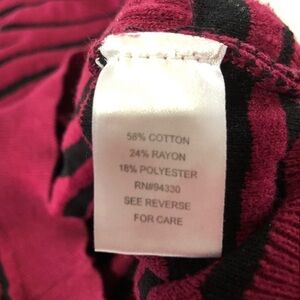 58% COTTON
24% RAYON
18% POLYESTER
RN#94330
SEE REVERSE
FOR CARE